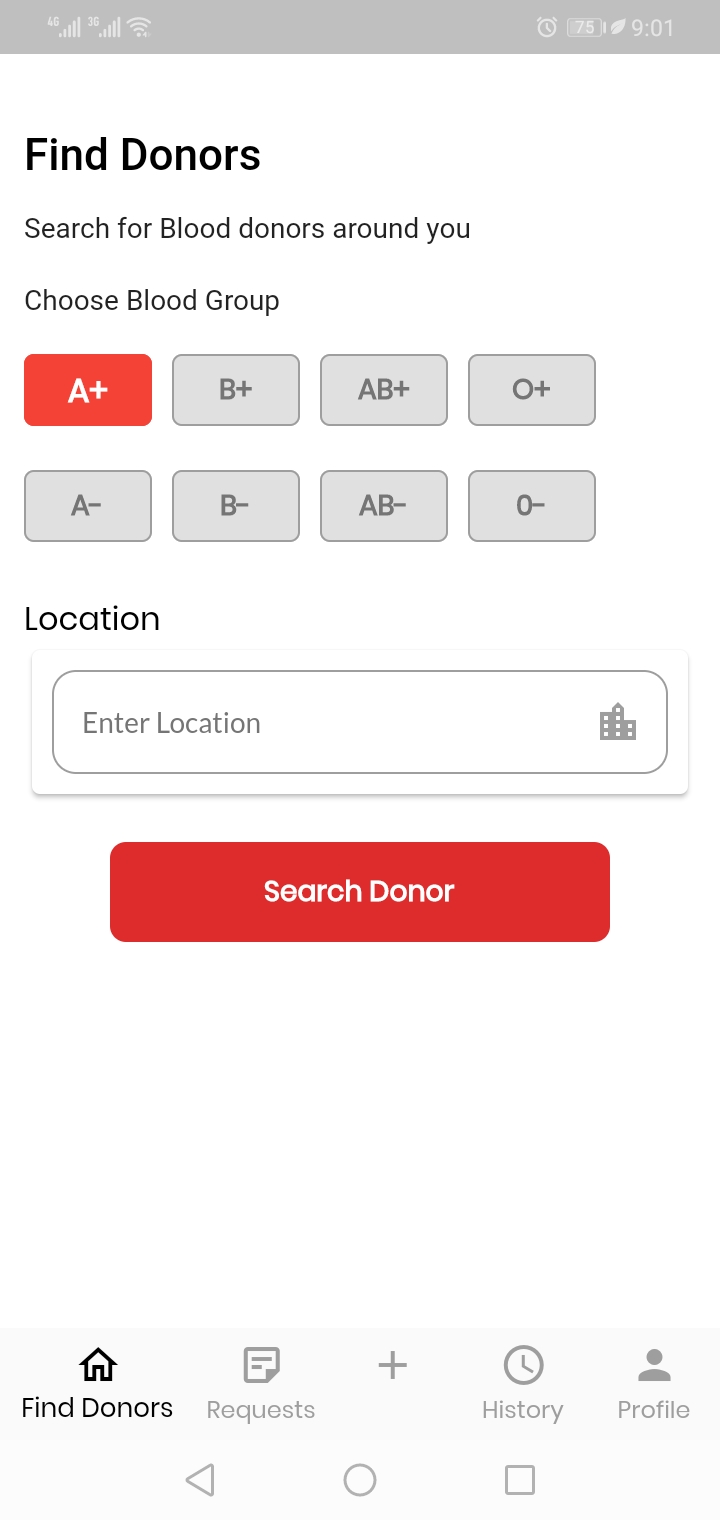 4G 3G 75 9:01
Find Donors
Search for Blood donors around you
Choose Blood Group
A+ B+ AB+ O+
A- B- AB- 0-
Location
Enter Location
Search Donor
Find Donors Requests + History Profile